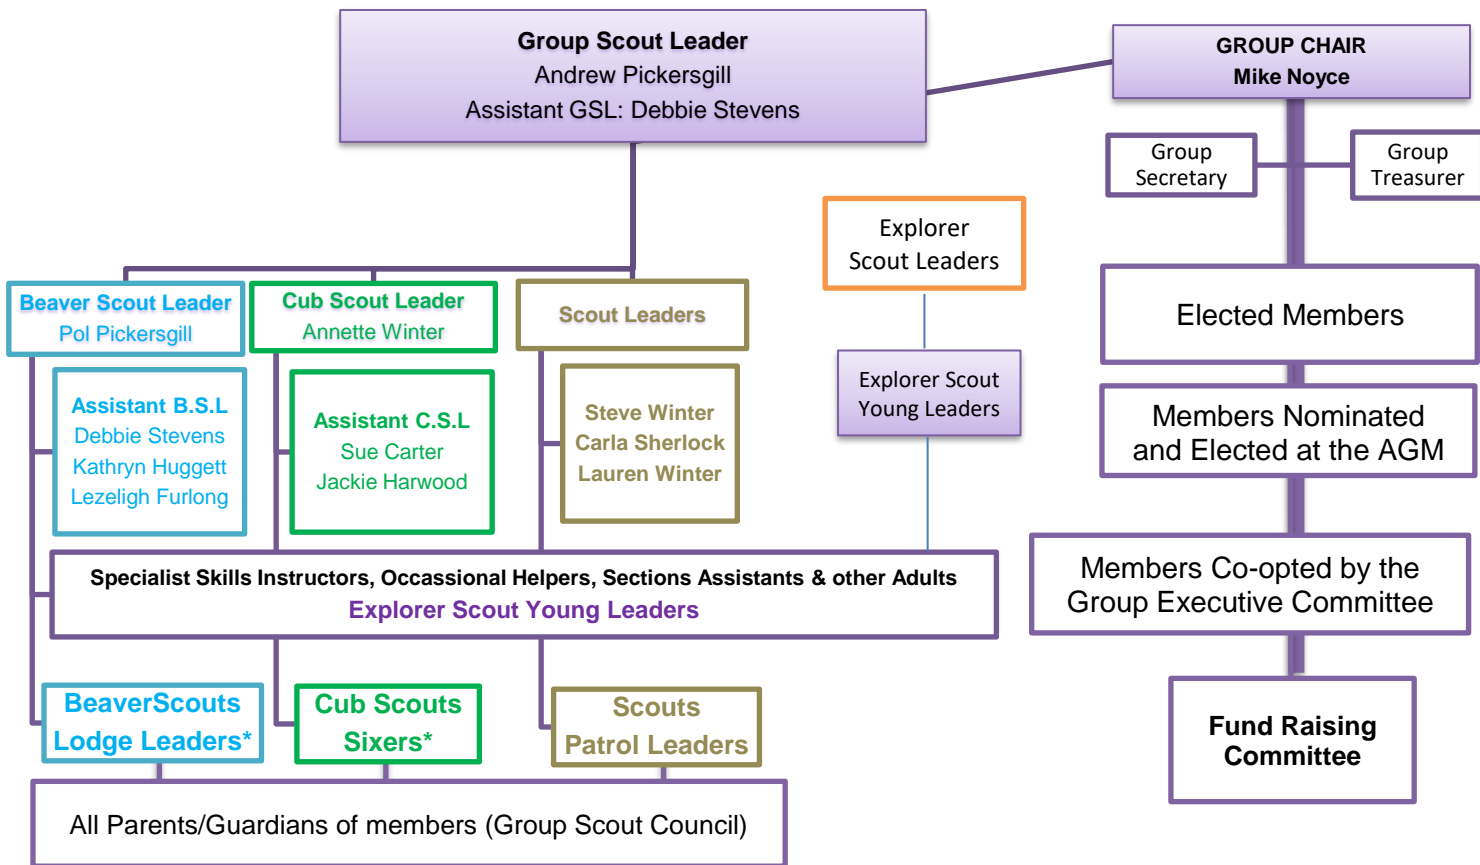 Group Scout Leader
Andrew Pickersgill
Assistant GSL: Debbie Stevens
GROUP CHAIR
Mike Noyce
Group
Secretary
Group
Treasurer
Explorer
Scout Leaders
Beaver Scout Leader
Pol Pickersgill
Cub Scout Leader
Annette Winter
Scout Leaders
Elected Members
Explorer Scout
Young Leaders
Assistant B.S.L
Debbie Stevens
Kathryn Huggett
Lezeligh Furlong
Assistant C.S.L
Sue Carter
Jackie Harwood
Steve Winter
Carla Sherlock
Lauren Winter
Members Nominated
and Elected at the AGM
Specialist Skills Instructors, Occassional Helpers, Sections Assistants & other Adults
Explorer Scout Young Leaders
Members Co-opted by the
Group Executive Committee
BeaverScouts
Lodge Leaders*
Cub Scouts
Sixers*
Scouts
Patrol Leaders
Fund Raising
Committee
All Parents/Guardians of members (Group Scout Council)